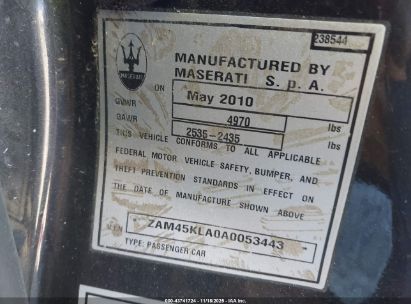 238544
MASERATI
MANUFACTURED BY
MASERATI S. p. A.
ON May 2010
GVWR 4970 lbs
GAWR 2535-2435 lbs
THIS VEHICLE CONFORMS TO ALL APPLICABLE
FEDERAL MOTOR VEHICLE SAFETY, BUMPER, AND
THEFT PREVENTION STANDARDS IN EFFECT ON
THE DATE OF MANUFACTURE SHOWN ABOVE
ZAM45KLA0A0053443
TYPE: PASSENGER CAR